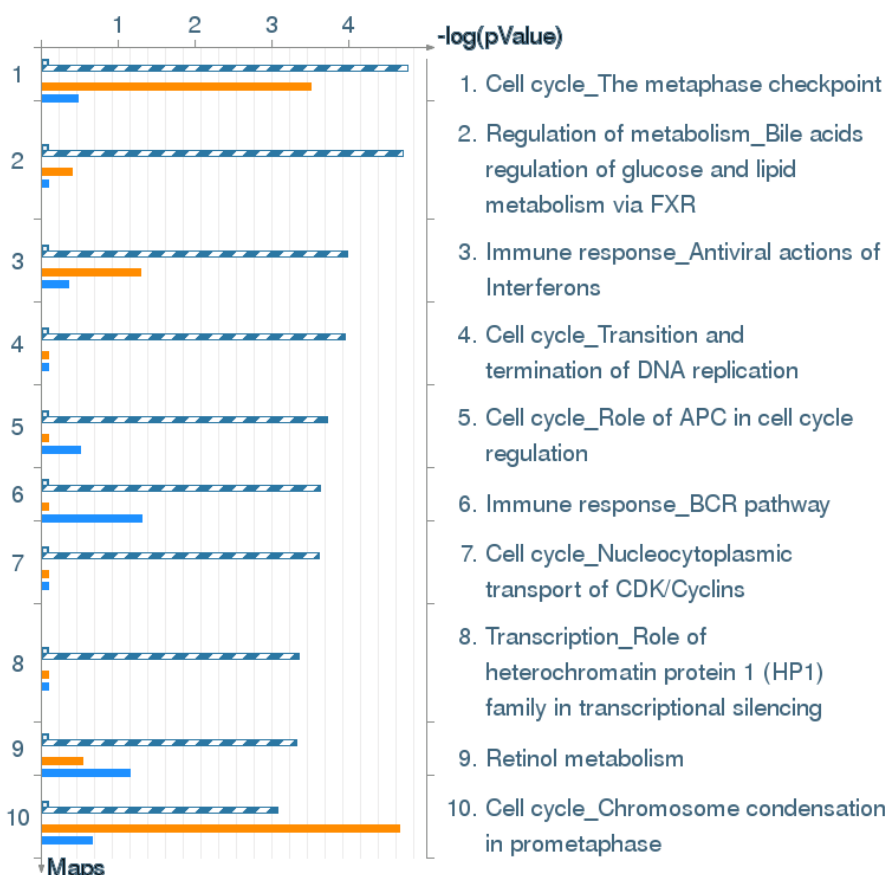 1 2 3 4
-log(pValue)
1
1. Cell cycle_The metaphase checkpoint
2
2. Regulation of metabolism_Bile acids
regulation of glucose and lipid
metabolism via FXR
3
3. Immune response_Antiviral actions of
Interferons
4
4. Cell cycle_Transition and
termination of DNA replication
5
5. Cell cycle_Role of APC in cell cycle
regulation
6
6. Immune response_BCR pathway
7
7. Cell cycle_Nucleocytoplasmic
transport of CDK/Cyclins
8
8. Transcription_Role of
heterochromatin protein 1 (HP1)
family in transcriptional silencing
9
9. Retinol metabolism
10
10. Cell cycle_Chromosome condensation
in prometaphase
Maps